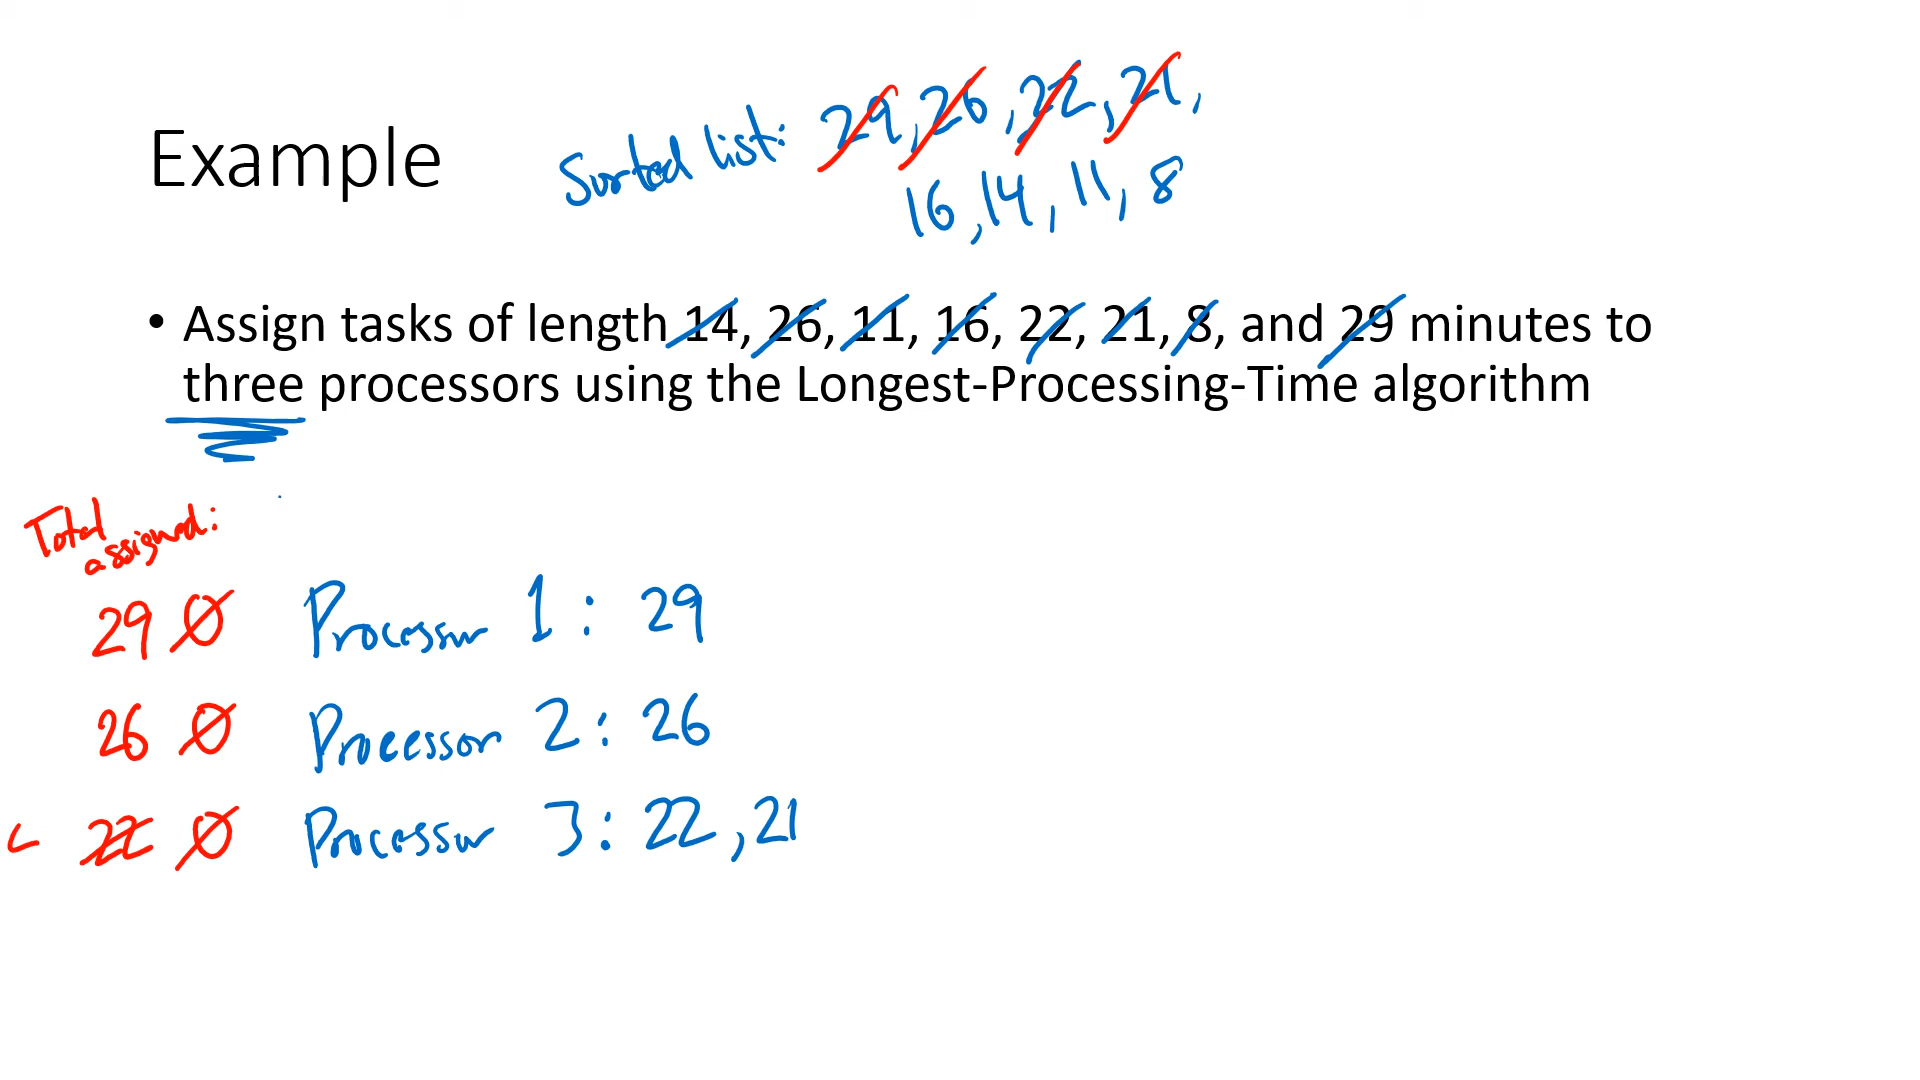 Example
Sorted list: 29, 26, 22, 21,
16, 14, 11, 8
• Assign tasks of length 14, 26, 11, 16, 22, 21, 8, and 29 minutes to
three processors using the Longest-Processing-Time algorithm
Total
assigned:
29 0 Processor 1: 29
26 0 Processor 2: 26
22 0 Processor 3: 22, 21